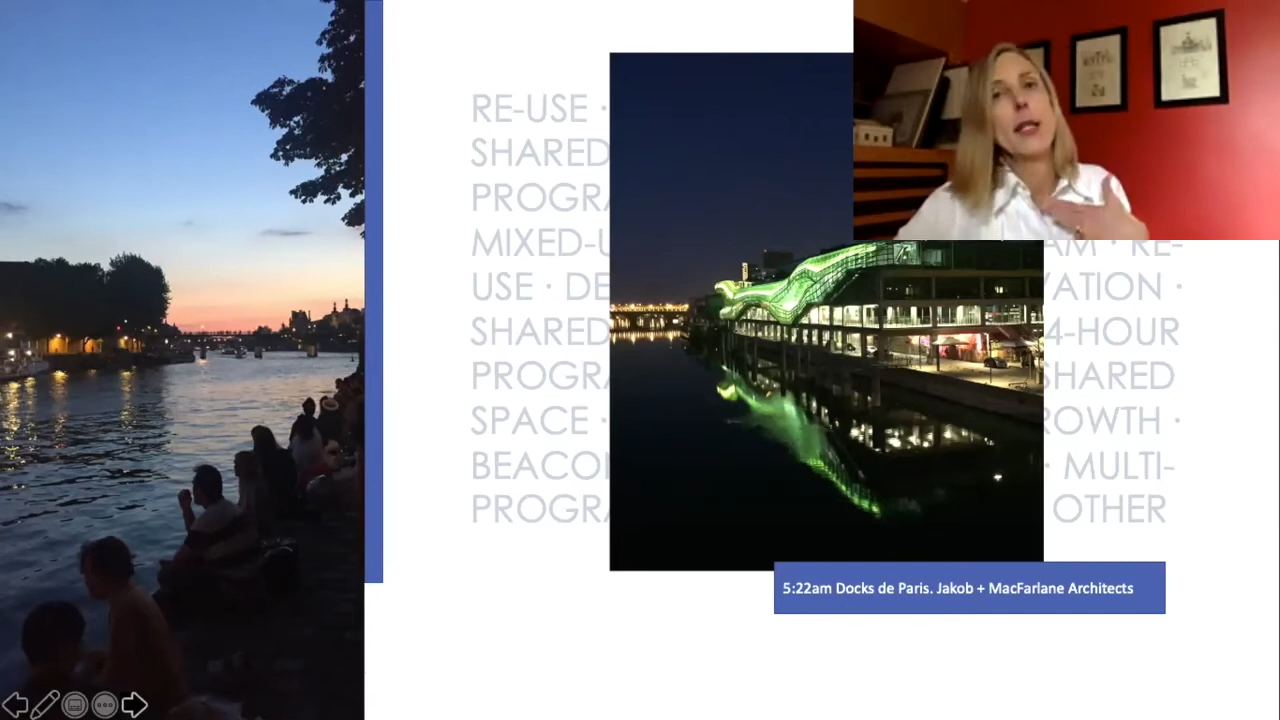 RE-USE ·
SHARED
PROGRA
MIXED-U AM · RE-
USE · DE VATION ·
SHARED 4-HOUR
PROGRA SHARED
SPACE · ROWTH ·
BEACO · MULTI-
PROGRA OTHER
5:22am Docks de Paris. Jakob + MacFarlane Architects